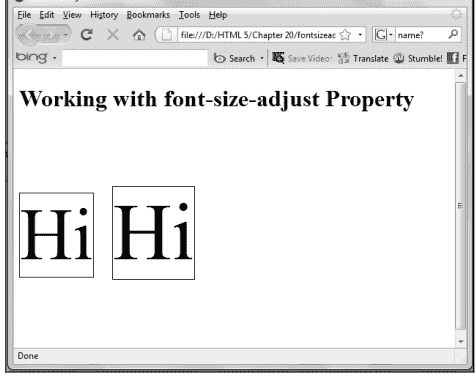 File Edit View History Bookmarks Tools Help
file:///D:/HTML 5/Chapter 20/fontsizeac G name?
bing Search Save Video Translate Stumble!
Working with font-size-adjust Property
Hi Hi
Done